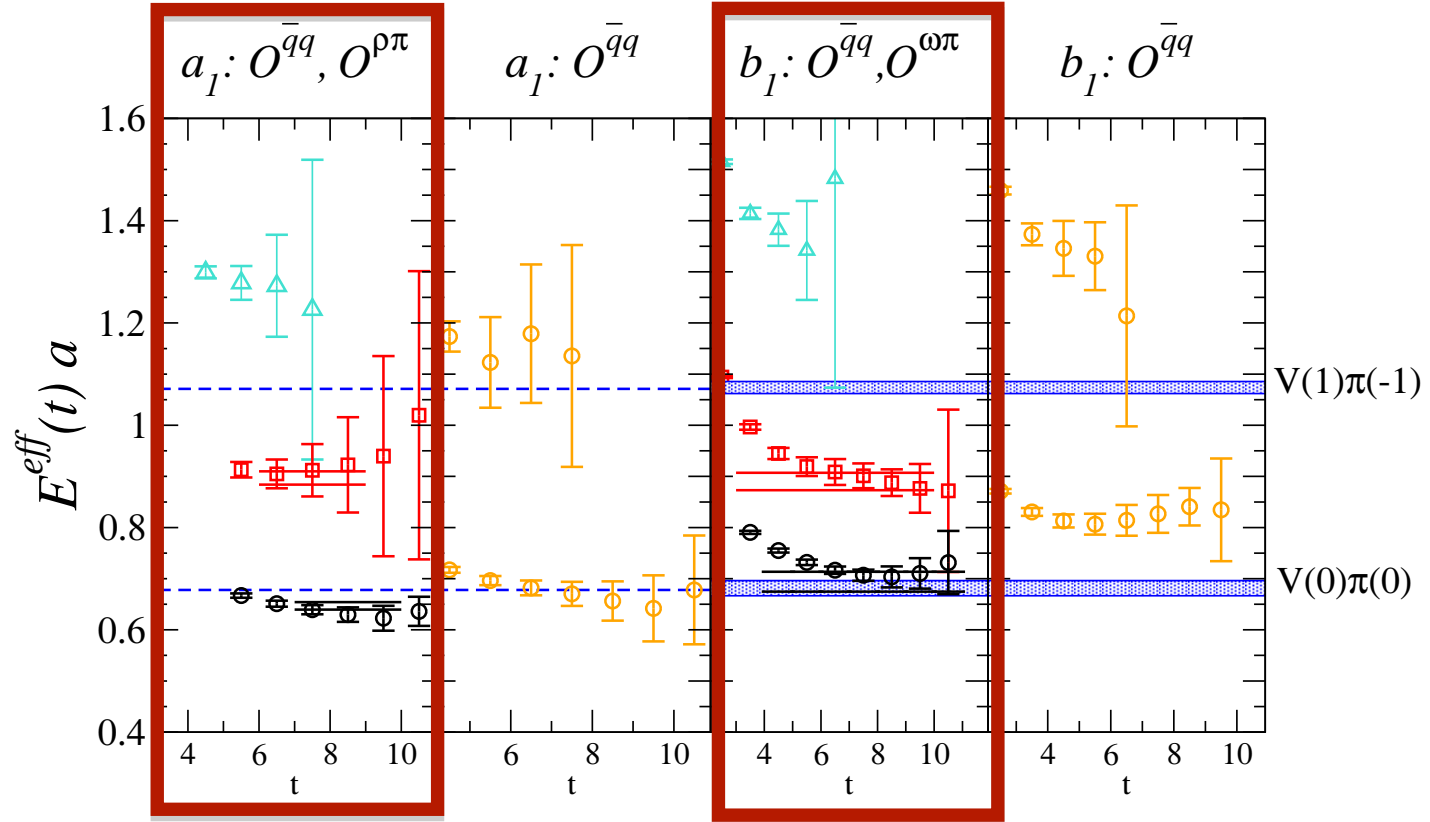 a₁: O^q̄q, O^ρπ
a₁: O^q̄q
b₁: O^q̄q, O^ωπ
b₁: O^q̄q
E^eff(t) a
1.6
1.4
1.2
1
0.8
0.6
0.4
V(1)π(-1)
V(0)π(0)
4 6 8 10
6 8 10
4 6 8 10
4 6 8 10
t
t
t
t